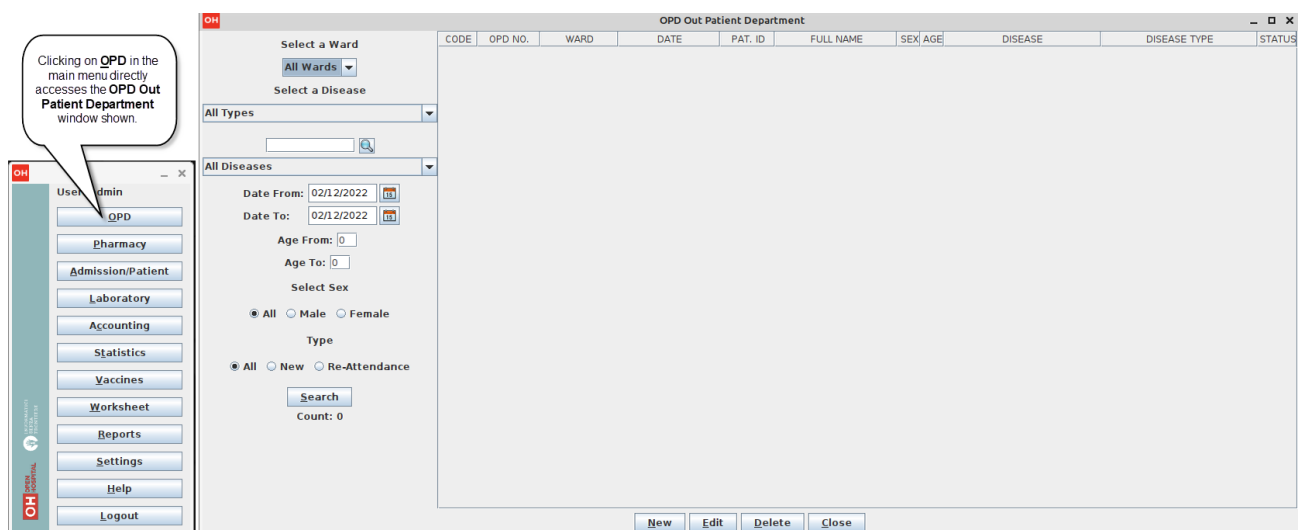 Clicking on OPD in the
main menu directly
accesses the OPD Out
Patient Department
window shown.
OH
User: Admin
OPD
Pharmacy
Admission/Patient
Laboratory
Accounting
Statistics
Vaccines
Worksheet
Reports
Settings
Help
Logout
OH OPEN HOSPITAL
OH
OPD Out Patient Department
Select a Ward
All Wards
Select a Disease
All Types
All Diseases
Date From: 02/12/2022 15
Date To: 02/12/2022 15
Age From: 0
Age To: 0
Select Sex
All Male Female
Type
All New Re-Attendance
Search
Count: 0
CODE OPD NO. WARD DATE PAT. ID FULL NAME SEX AGE DISEASE DISEASE TYPE STATUS
New Edit Delete Close